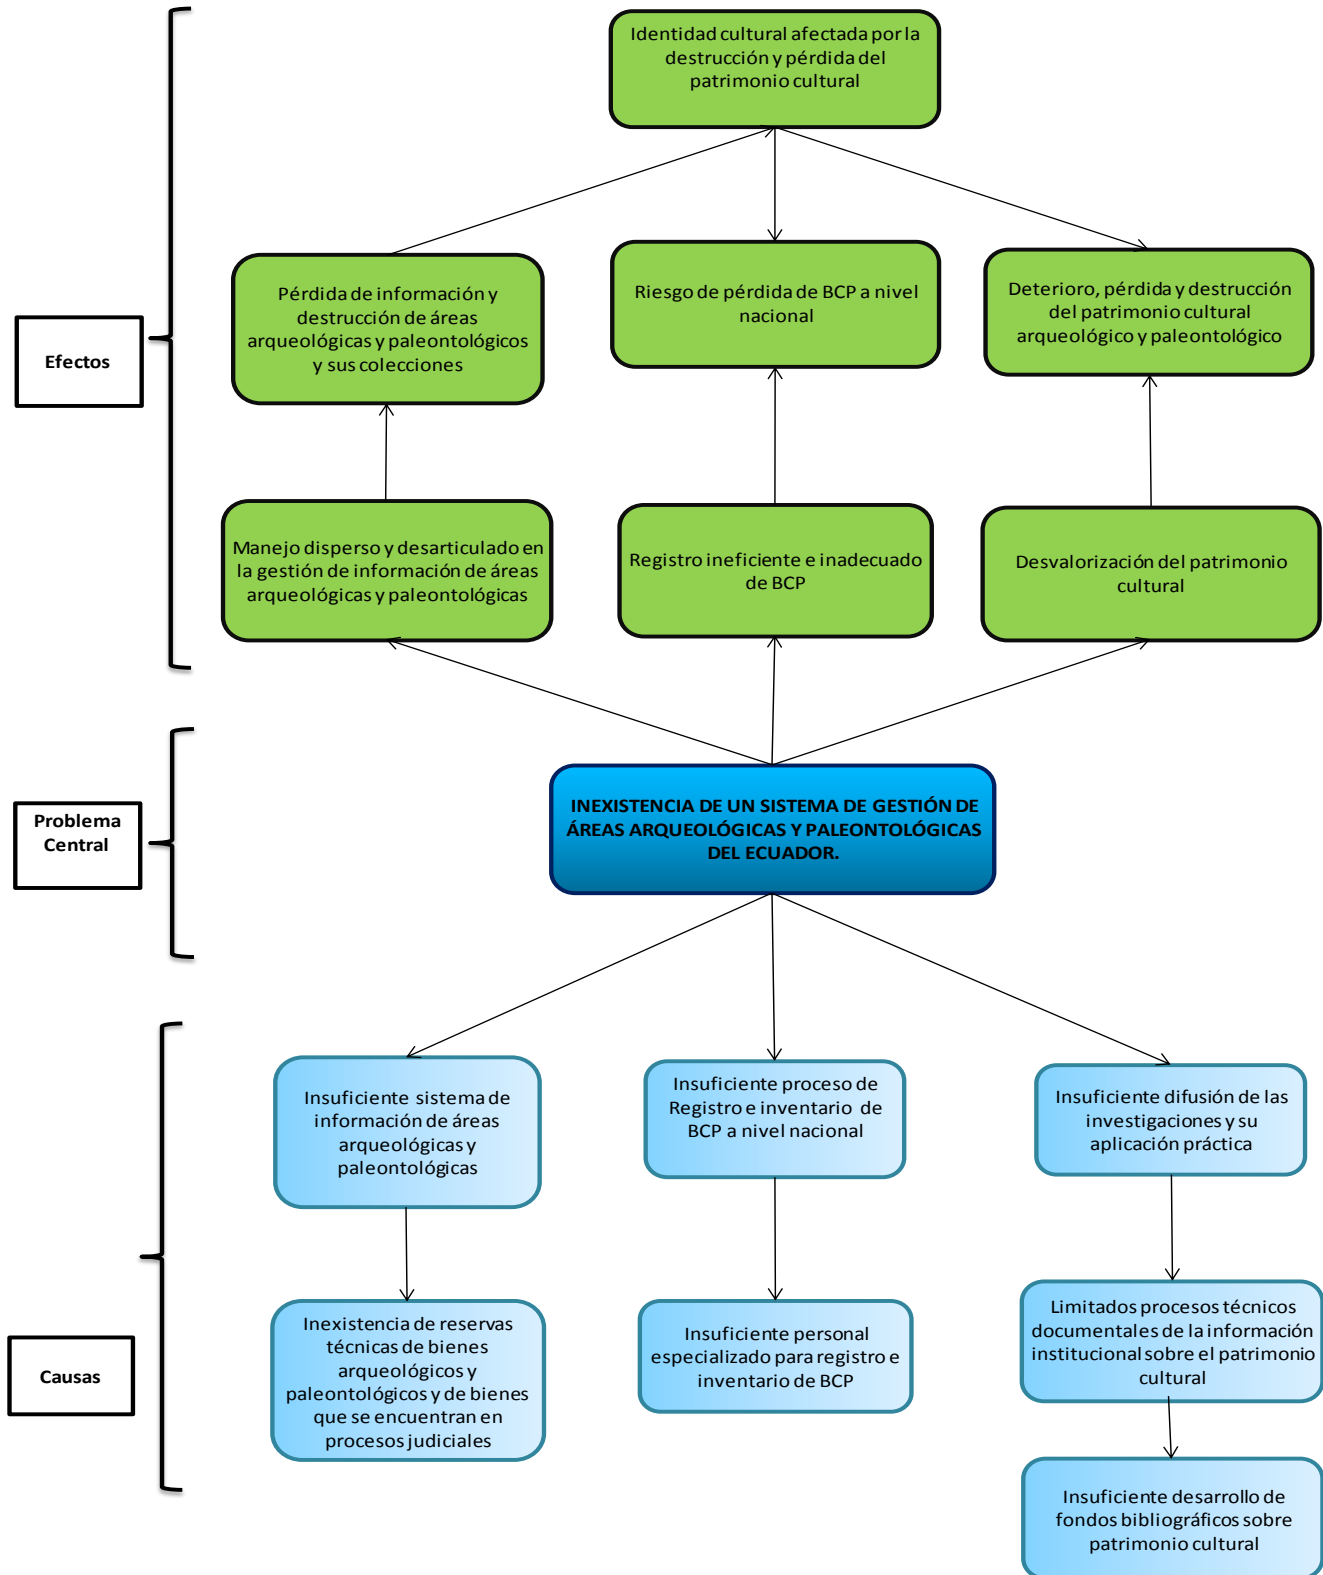 Identidad cultural afectada por la
destrucción y pérdida del
patrimonio cultural
Efectos
Pérdida de información y
destrucción de áreas
arqueológicas y paleontológicos
y sus colecciones
Riesgo de pérdida de BCP a nivel
nacional
Deterioro, pérdida y destrucción
del patrimonio cultural
arqueológico y paleontológico
Manejo disperso y desarticulado en
la gestión de información de áreas
arqueológicas y paleontológicas
Registro ineficiente e inadecuado
de BCP
Desvalorización del patrimonio
cultural
Problema
Central
INEXISTENCIA DE UN SISTEMA DE GESTIÓN DE
ÁREAS ARQUEOLÓGICAS Y PALEONTOLÓGICAS
DEL ECUADOR.
Causas
Insuficiente sistema de
información de áreas
arqueológicas y
paleontológicas
Insuficiente proceso de
Registro e inventario de
BCP a nivel nacional
Insuficiente difusión de las
investigaciones y su
aplicación práctica
Inexistencia de reservas
técnicas de bienes
arqueológicos y
paleontológicos y de bienes
que se encuentran en
procesos judiciales
Insuficiente personal
especializado para registro e
inventario de BCP
Limitados procesos técnicos
documentales de la información
institucional sobre el patrimonio
cultural
Insuficiente desarrollo de
fondos bibliográficos sobre
patrimonio cultural